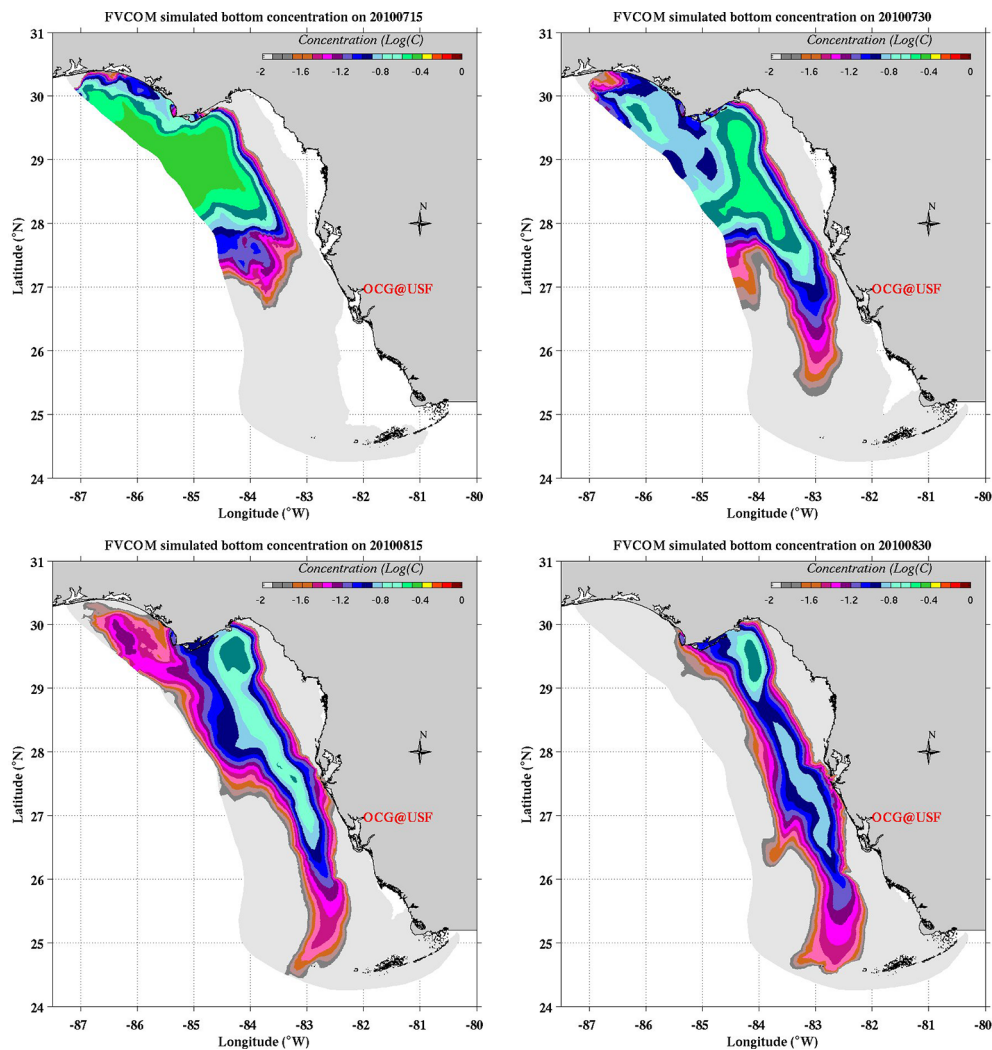 FVCOM simulated bottom concentration on 20100715
Concentration (Log(C)
-2 -1.6 -1.2 -0.8 -0.4 0
31
30
29
28
27
26
25
24
Latitude (°N)
N
OCG@USF
-87 -86 -85 -84 -83 -82 -81 -80
Longitude (°W)
FVCOM simulated bottom concentration on 20100730
Concentration (Log(C)
-2 -1.6 -1.2 -0.8 -0.4 0
31
30
29
28
27
26
25
24
Latitude (°N)
N
OCG@USF
-87 -86 -85 -84 -83 -82 -81 -80
Longitude (°W)
FVCOM simulated bottom concentration on 20100815
Concentration (Log(C)
-2 -1.6 -1.2 -0.8 -0.4 0
31
30
29
28
27
26
25
24
Latitude (°N)
N
OCG@USF
-87 -86 -85 -84 -83 -82 -81 -80
Longitude (°W)
FVCOM simulated bottom concentration on 20100830
Concentration (Log(C)
-2 -1.6 -1.2 -0.8 -0.4 0
31
30
29
28
27
26
25
24
Latitude (°N)
N
OCG@USF
-87 -86 -85 -84 -83 -82 -81 -80
Longitude (°W)